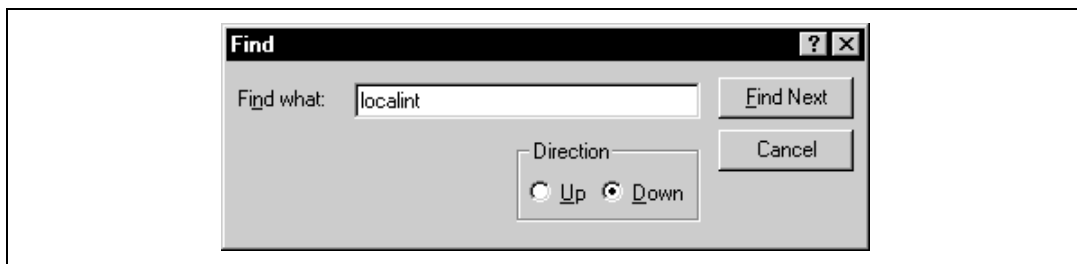 Find
Find what: localint Find Next
Direction Cancel
Up Down